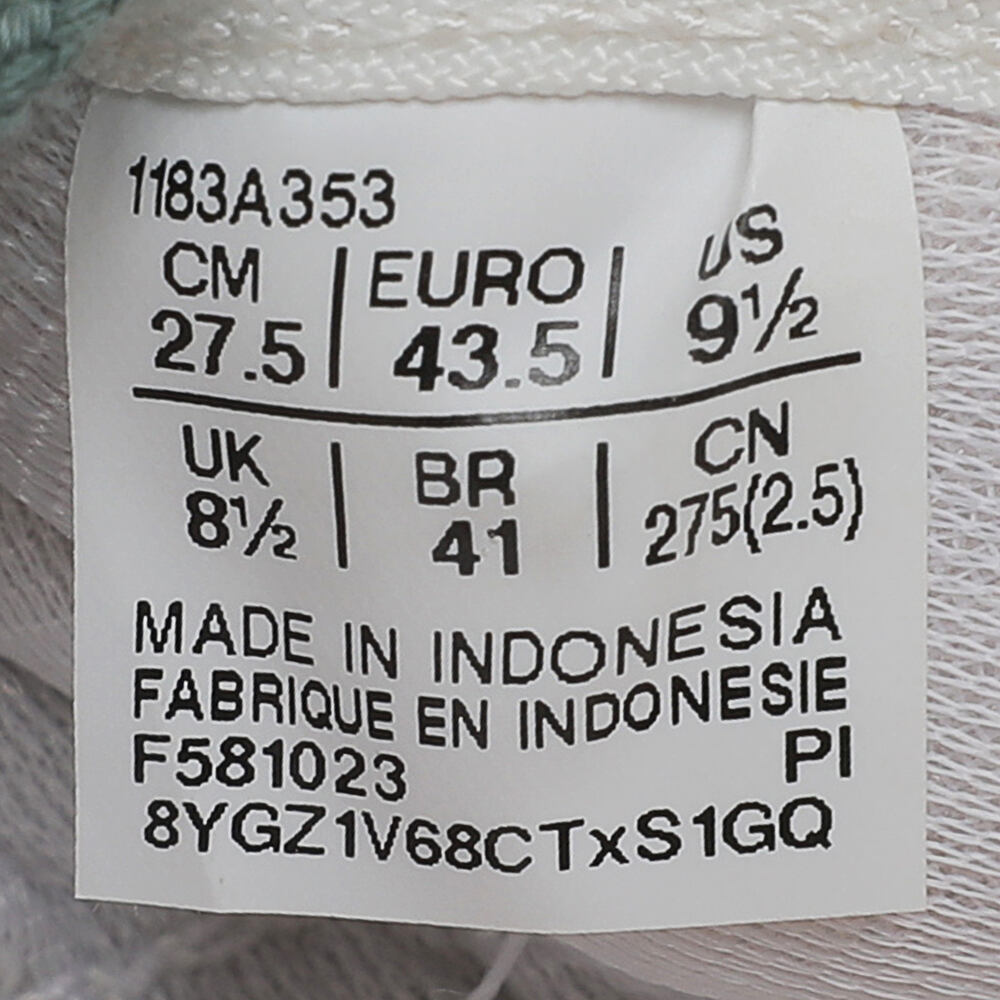 1183A353
CM | EURO | US
27.5 | 43.5 | 9½
UK | BR | CN
8½ | 41 | 275(2.5)
MADE IN INDONESIA
FABRIQUE EN INDONESIE
F581023 PI
8YGZ1V68CTxS1GQ